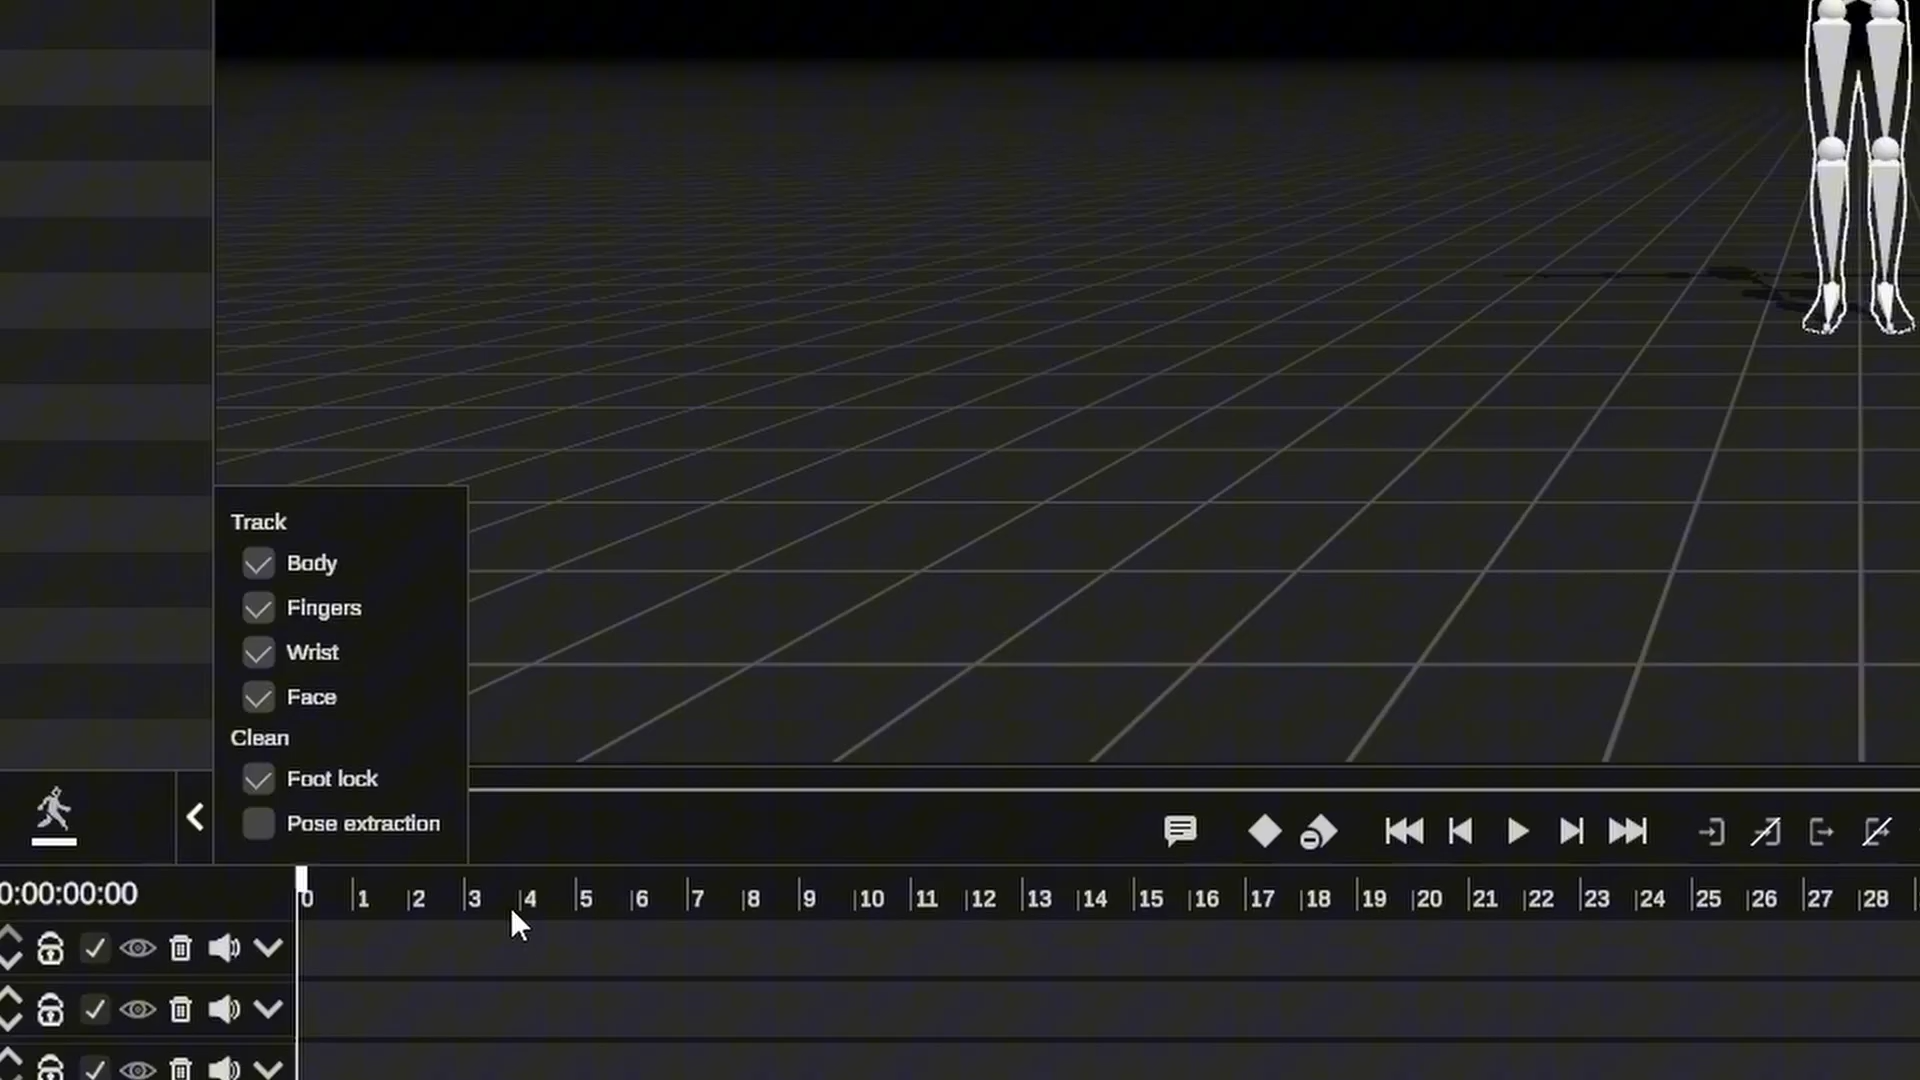 Track
Body
Fingers
Wrist
Face
Clean
Foot lock
Pose extraction
0:00:00:00
0 1 2 3 4 5 6 7 8 9 10 11 12 13 14 15 16 17 18 19 20 21 22 23 24 25 26 27 28